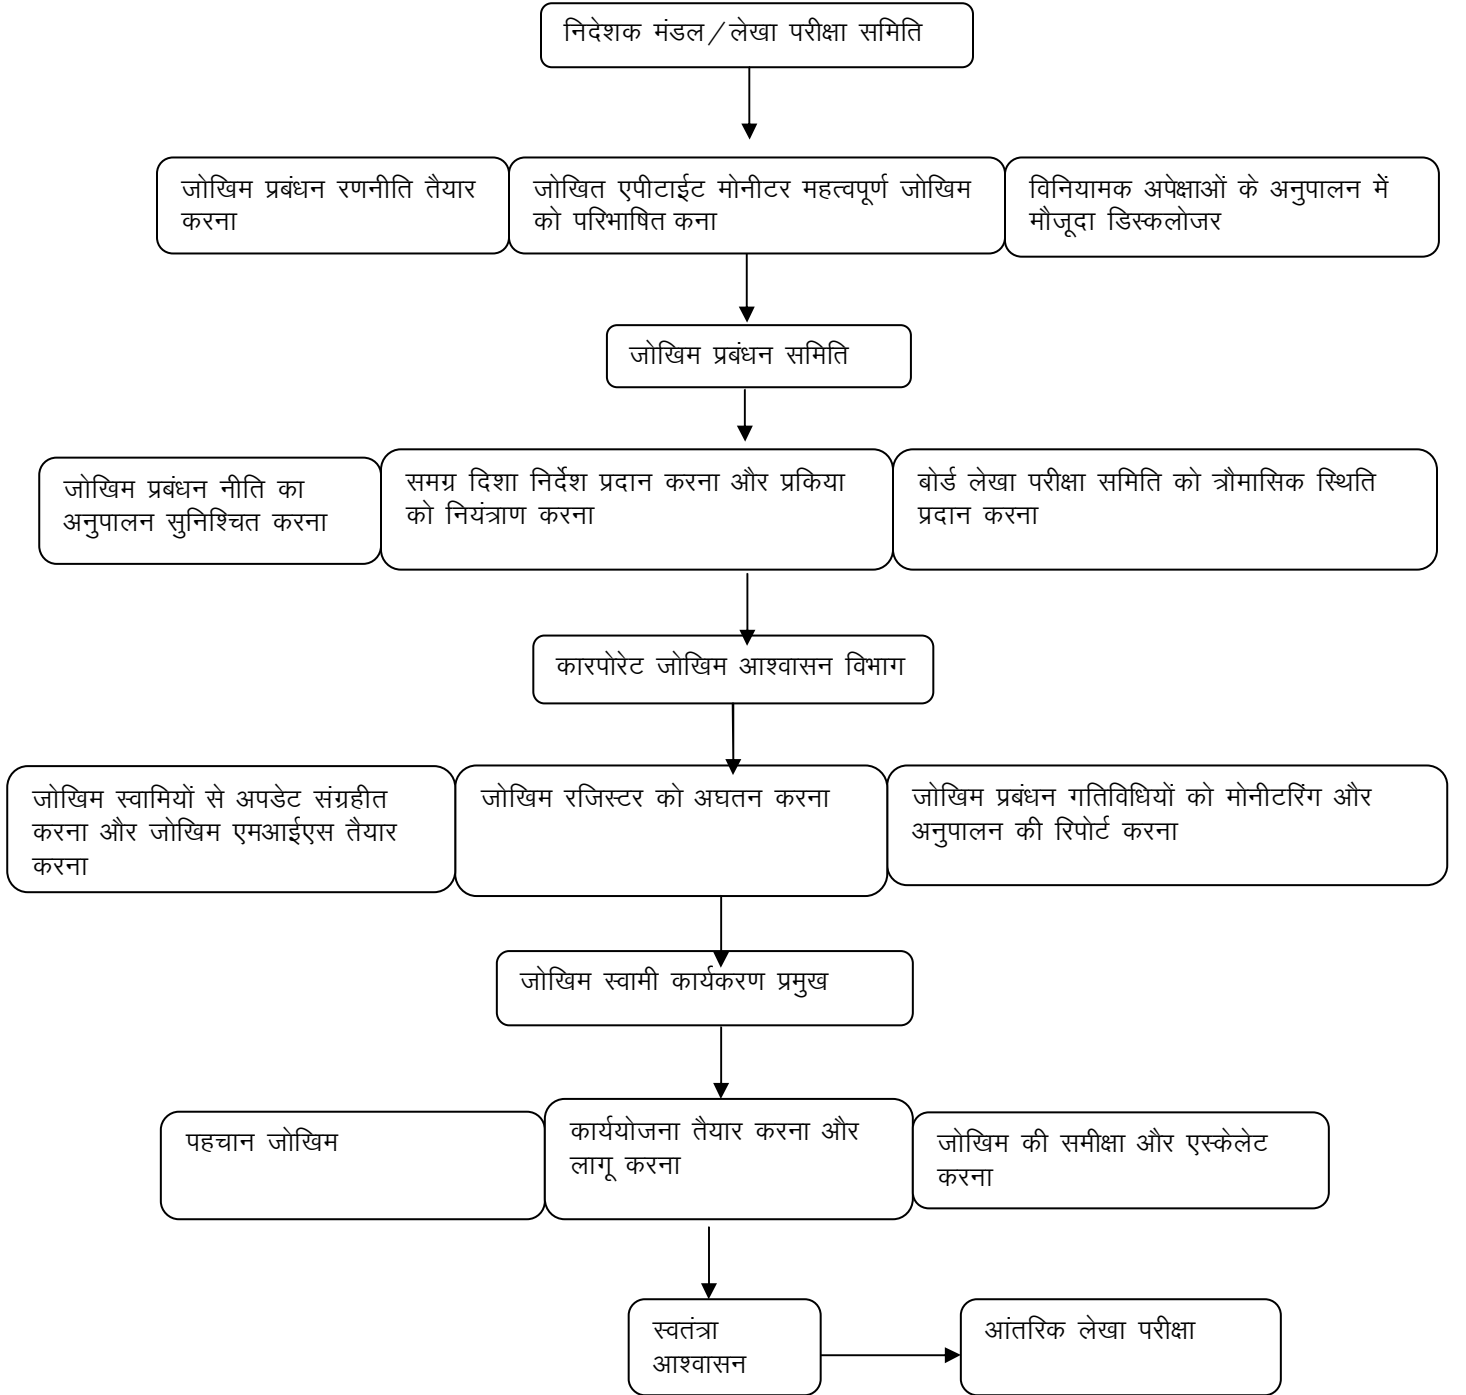 निदेशक मंडल/लेखा परीक्षा समिति
जोखिम प्रबंधन रणनीति तैयार
करना
जोखित एपीटाईट मोनीटर महत्वपूर्ण जोखिम
को परिभाषित कना
विनियामक अपेक्षाओं के अनुपालन में
मौजूदा डिस्कलोजर
जोखिम प्रबंधन समिति
जोखिम प्रबंधन नीति का
अनुपालन सुनिश्चित करना
समग्र दिशा निर्देश प्रदान करना और प्रकिया
को नियंत्राण करना
बोर्ड लेखा परीक्षा समिति को त्रौमासिक स्थिति
प्रदान करना
कारपोरेट जोखिम आश्वासन विभाग
जोखिम स्वामियों से अपडेट संग्रहीत
करना और जोखिम एमआईएस तैयार
करना
जोखिम रजिस्टर को अघतन करना
जोखिम प्रबंधन गतिविधियों को मोनीटरिंग और
अनुपालन की रिपोर्ट करना
जोखिम स्वामी कार्यकरण प्रमुख
पहचान जोखिम
कार्ययोजना तैयार करना और
लागू करना
जोखिम की समीक्षा और एस्केलेट
करना
स्वतंत्रा
आश्वासन
आंतरिक लेखा परीक्षा